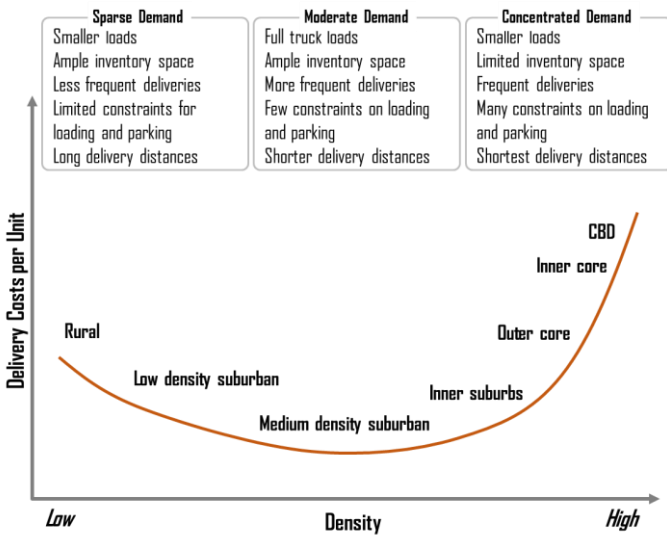 Sparse Demand
Smaller loads
Ample inventory space
Less frequent deliveries
Limited constraints for
loading and parking
Long delivery distances
Moderate Demand
Full truck loads
Ample inventory space
More frequent deliveries
Few constraints on loading
and parking
Shorter delivery distances
Concentrated Demand
Smaller loads
Limited inventory space
Frequent deliveries
Many constraints on loading
and parking
Shortest delivery distances
Delivery Costs per Unit
CBD
Inner core
Outer core
Rural
Low density suburban
Inner suburbs
Medium density suburban
Low
Density
High